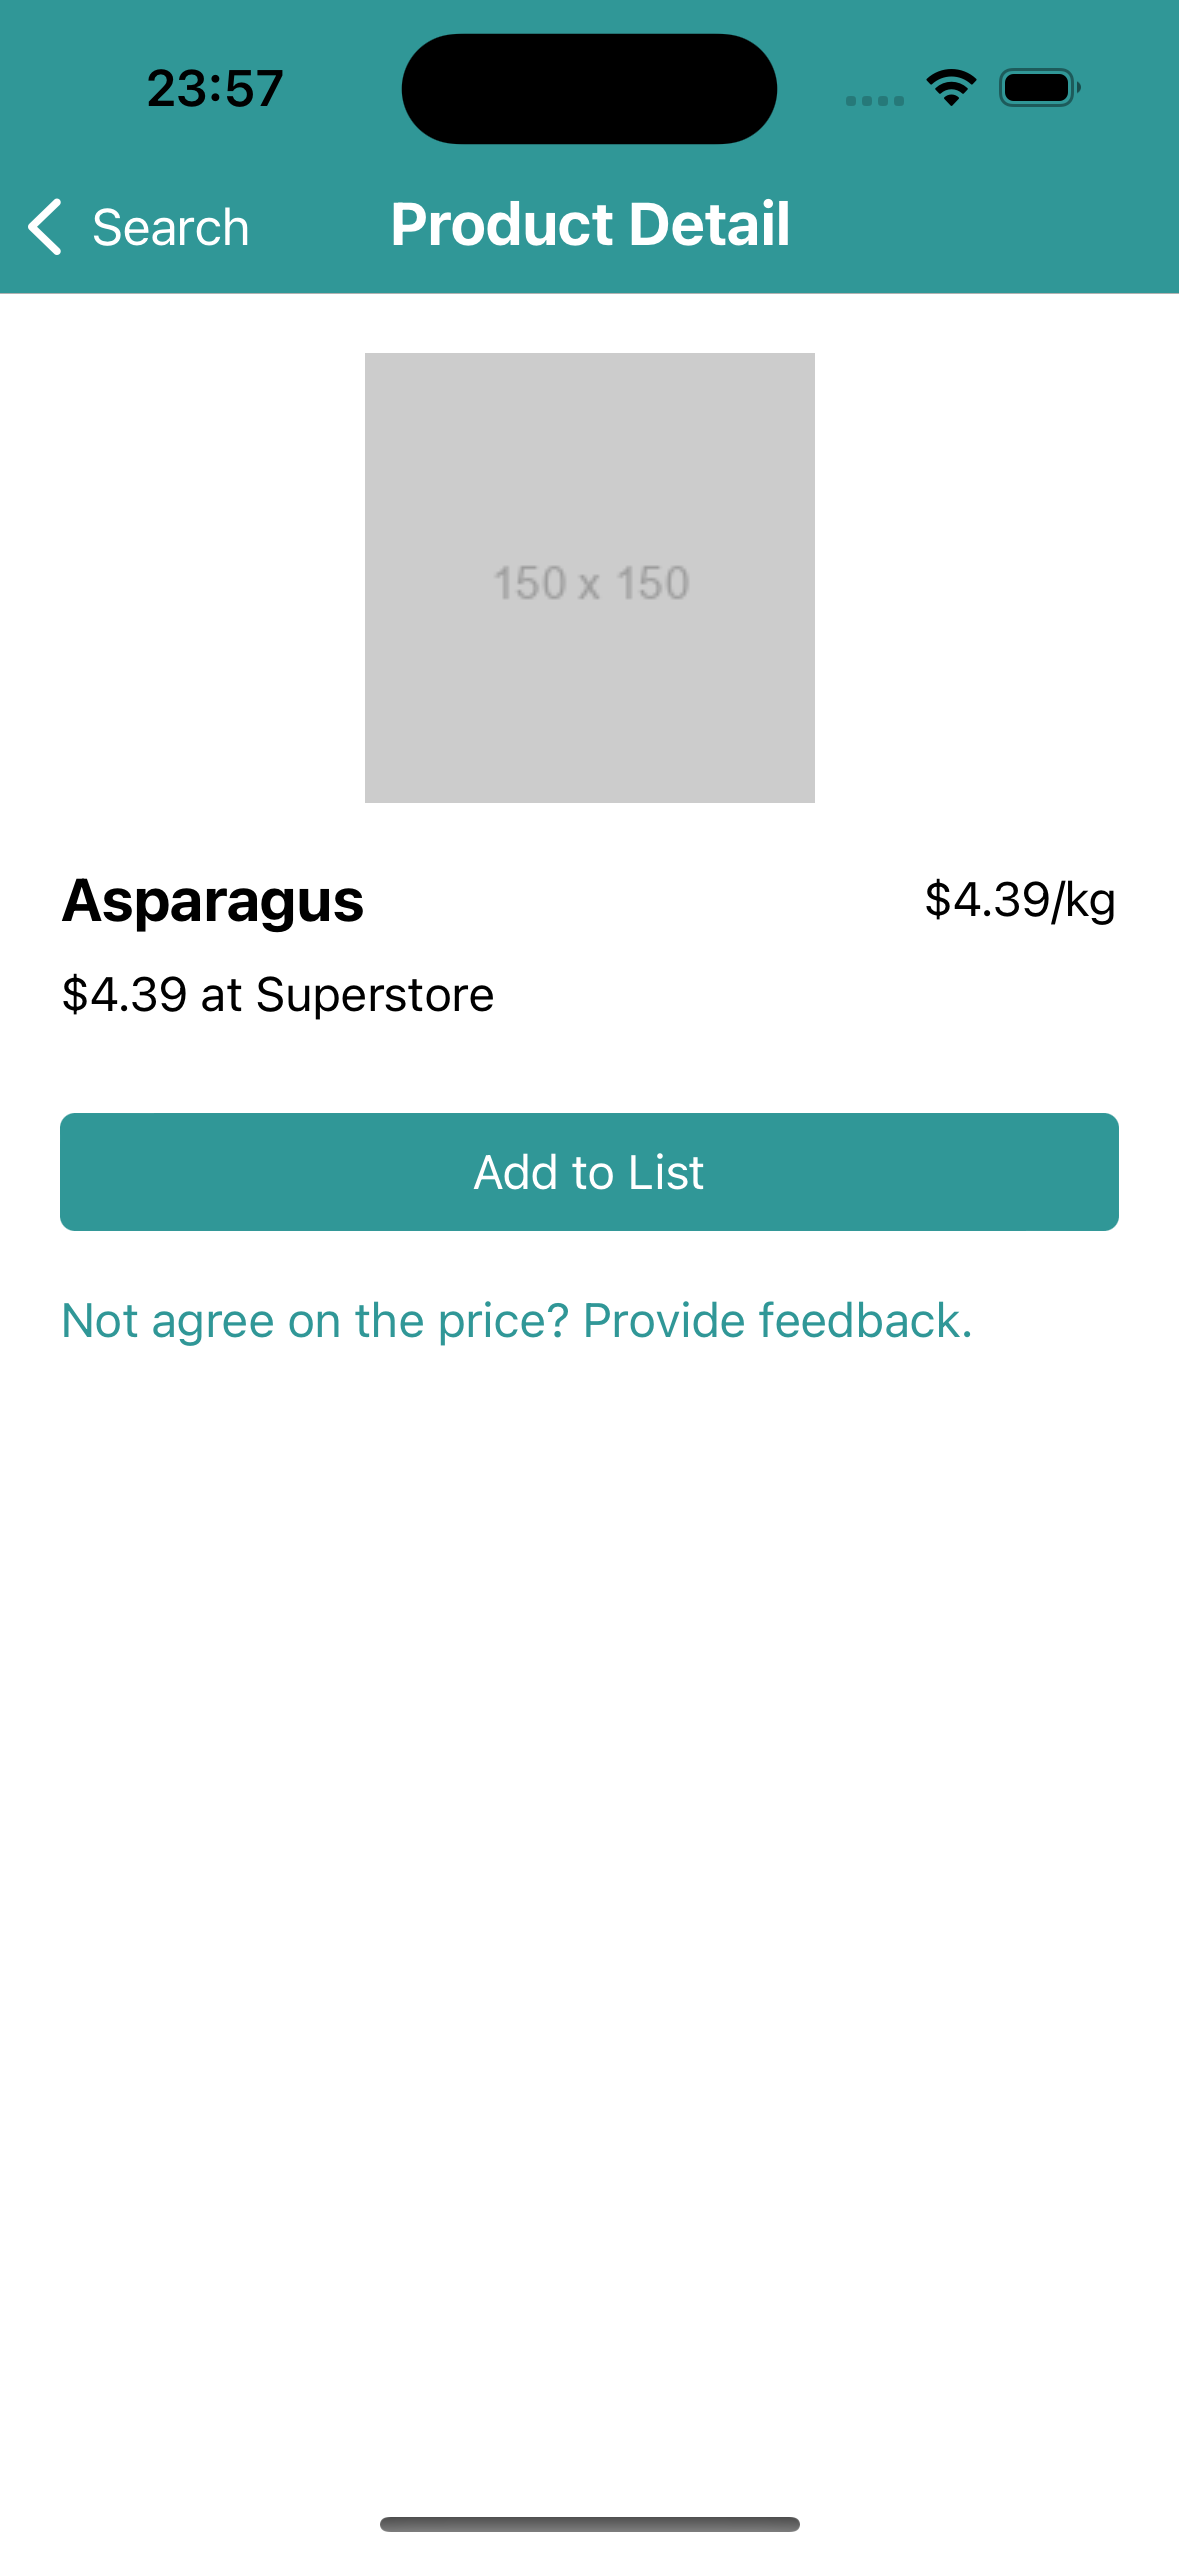 23:57
Search
Product Detail
150 x 150
Asparagus
$4.39/kg
$4.39 at Superstore
Add to List
Not agree on the price? Provide feedback.